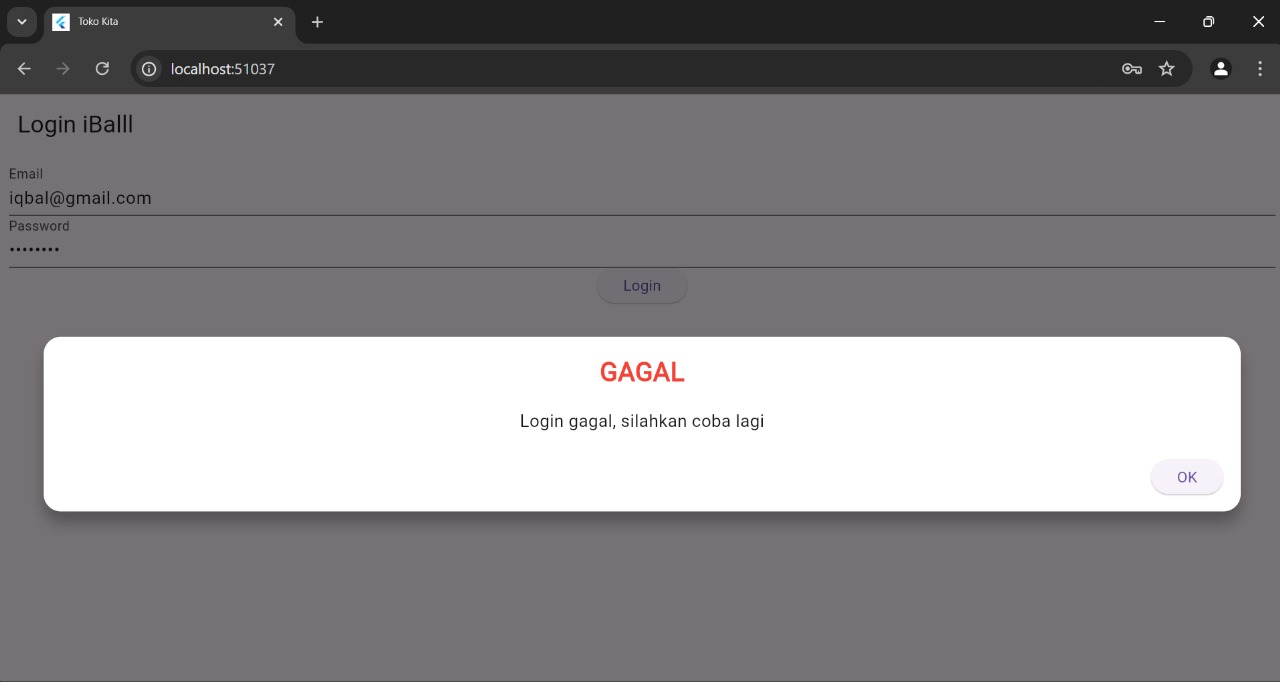 Toko Kita
localhost:51037
Login iBalll
Email
iqbal@gmail.com
Password
••••••••
Login
GAGAL
Login gagal, silahkan coba lagi
OK